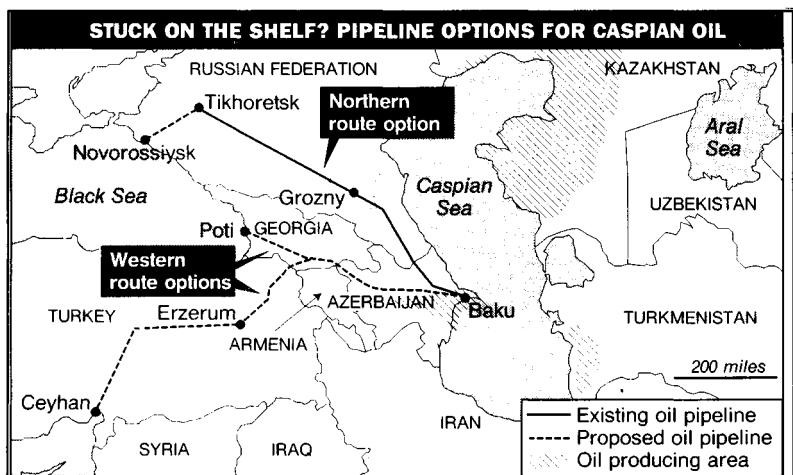 STUCK ON THE SHELF? PIPELINE OPTIONS FOR CASPIAN OIL
RUSSIAN FEDERATION
KAZAKHSTAN
Tikhoretsk
Northern
route option
Aral
Sea
Novorossiysk
Black Sea
Grozny
Caspian
Sea
UZBEKISTAN
Poti
GEORGIA
Western
route options
AZERBAIJAN
Baku
TURKEY
Erzerum
ARMENIA
TURKMENISTAN
200 miles
Ceyhan
IRAN
SYRIA
IRAQ
Existing oil pipeline
Proposed oil pipeline
Oil producing area